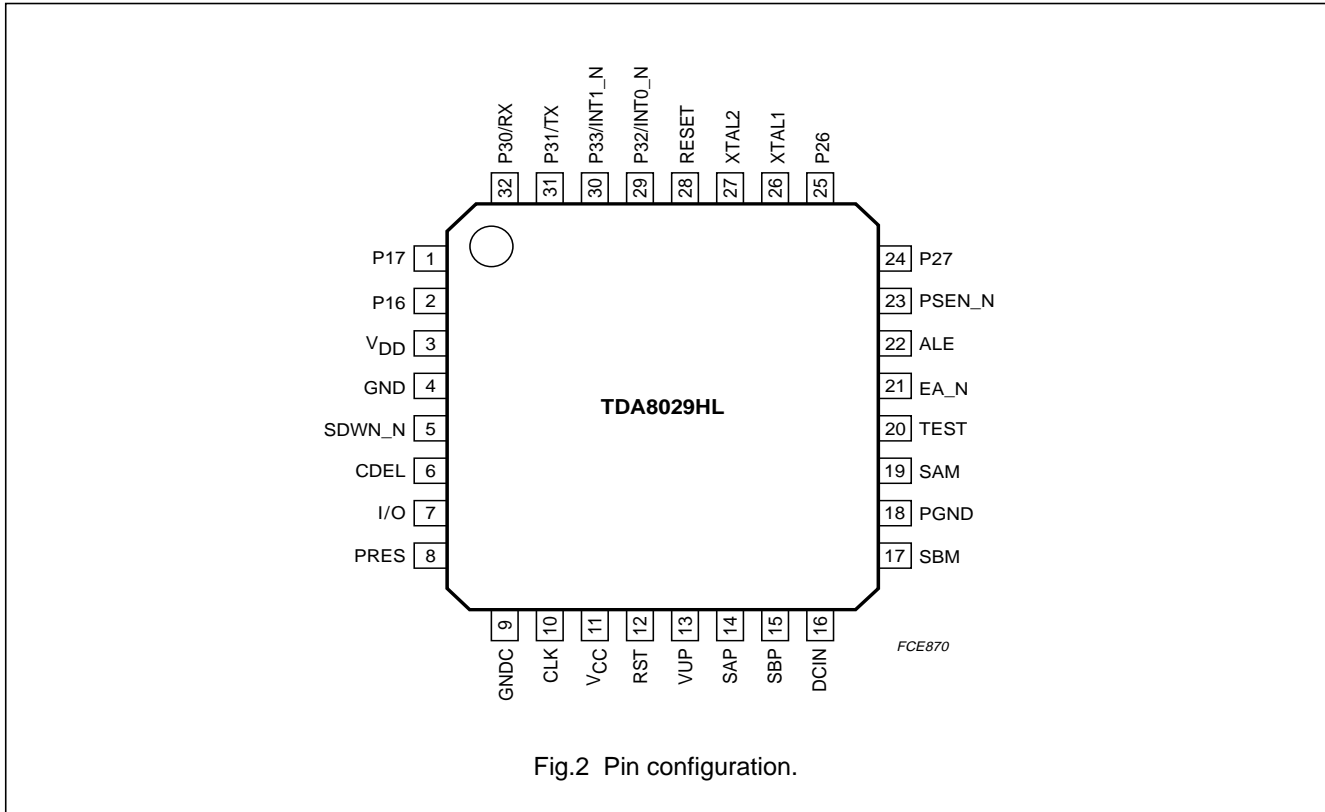 32 P30/RX
31 P31/TX
30 P33/INT1_N
29 P32/INT0_N
28 RESET
27 XTAL2
26 XTAL1
25 P26
P17 1
P16 2
VDD 3
GND 4
SDWN_N 5
CDEL 6
I/O 7
PRES 8
TDA8029HL
24 P27
23 PSEN_N
22 ALE
21 EA_N
20 TEST
19 SAM
18 PGND
17 SBM
GNDC 9
CLK 10
VCC 11
RST 12
VUP 13
SAP 14
SBP 15
DCIN 16
FCE870
Fig.2 Pin configuration.